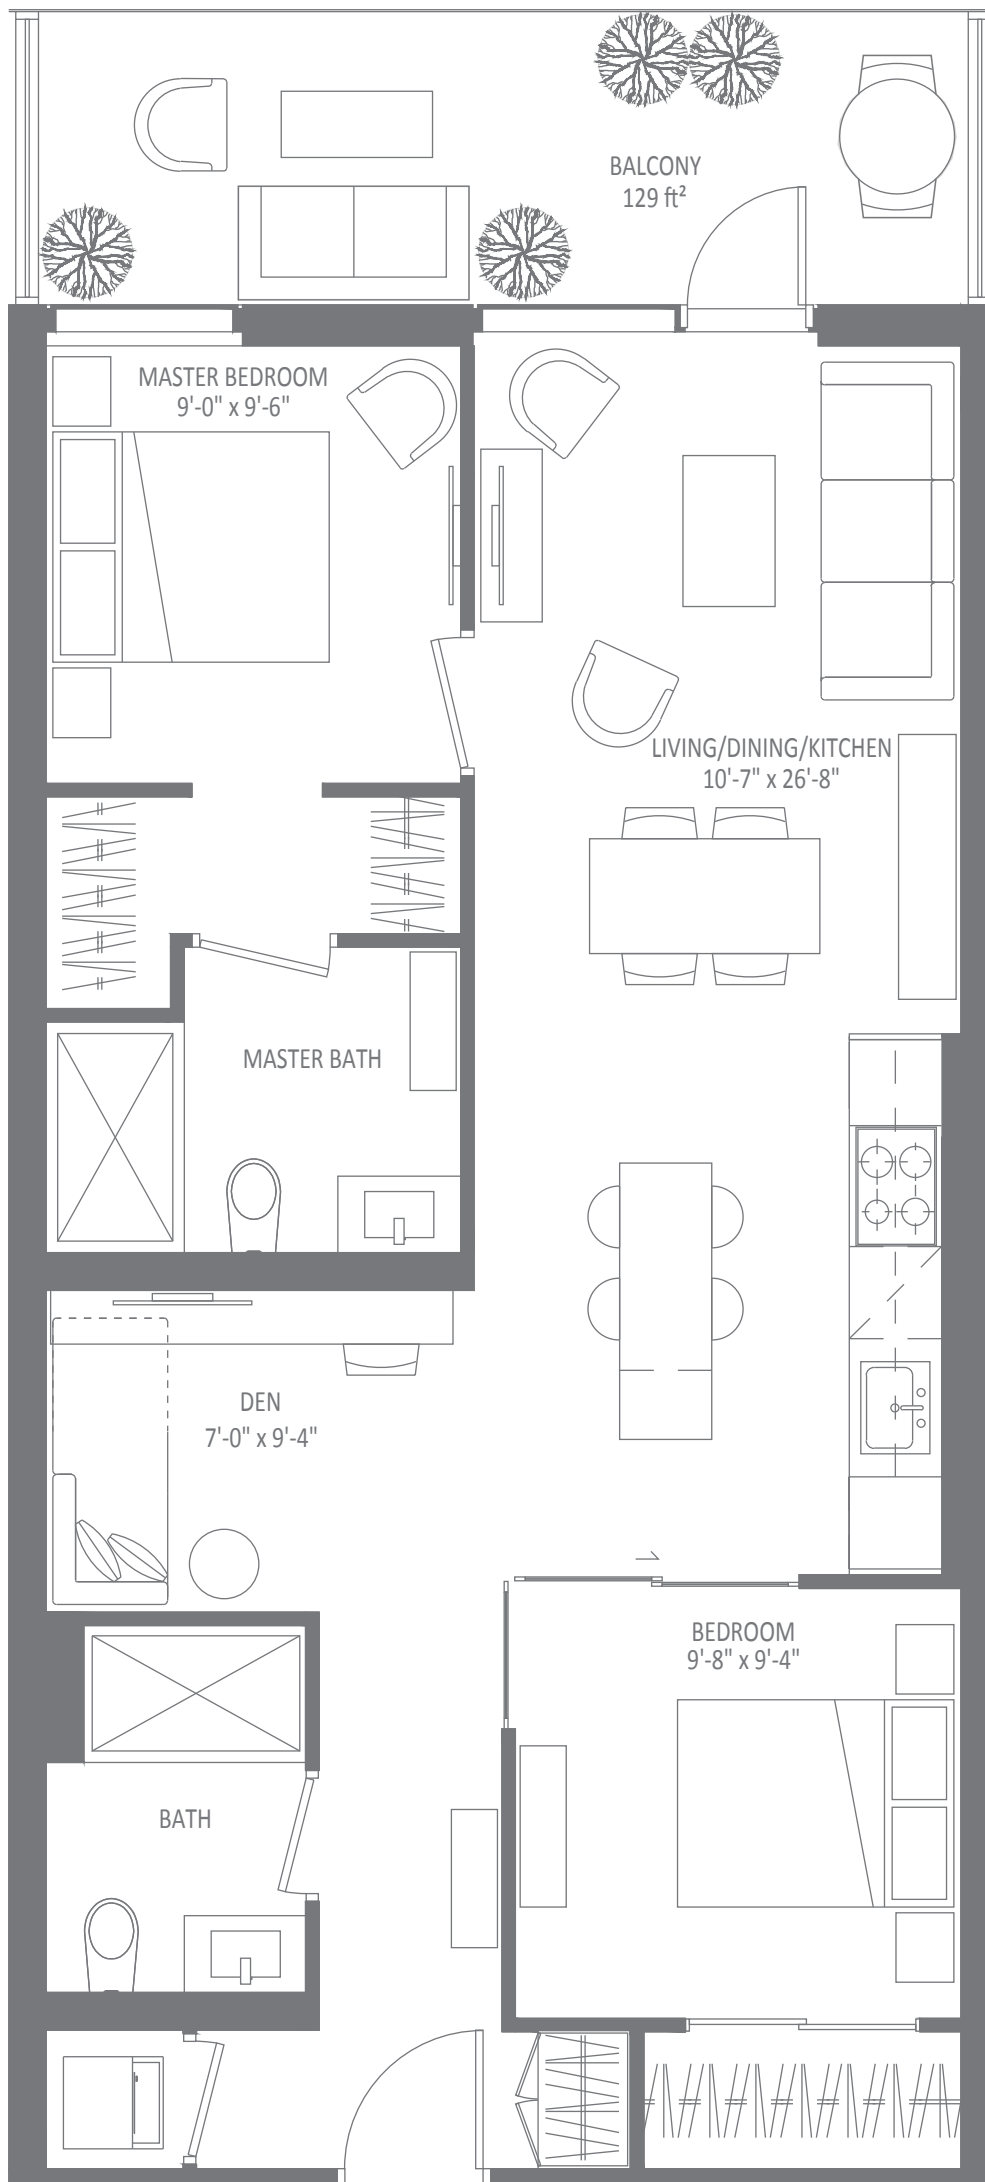 BALCONY
129 ft²
MASTER BEDROOM
9'-0" x 9'-6"
LIVING/DINING/KITCHEN
10'-7" x 26'-8"
MASTER BATH
DEN
7'-0" x 9'-4"
BEDROOM
9'-8" x 9'-4"
BATH